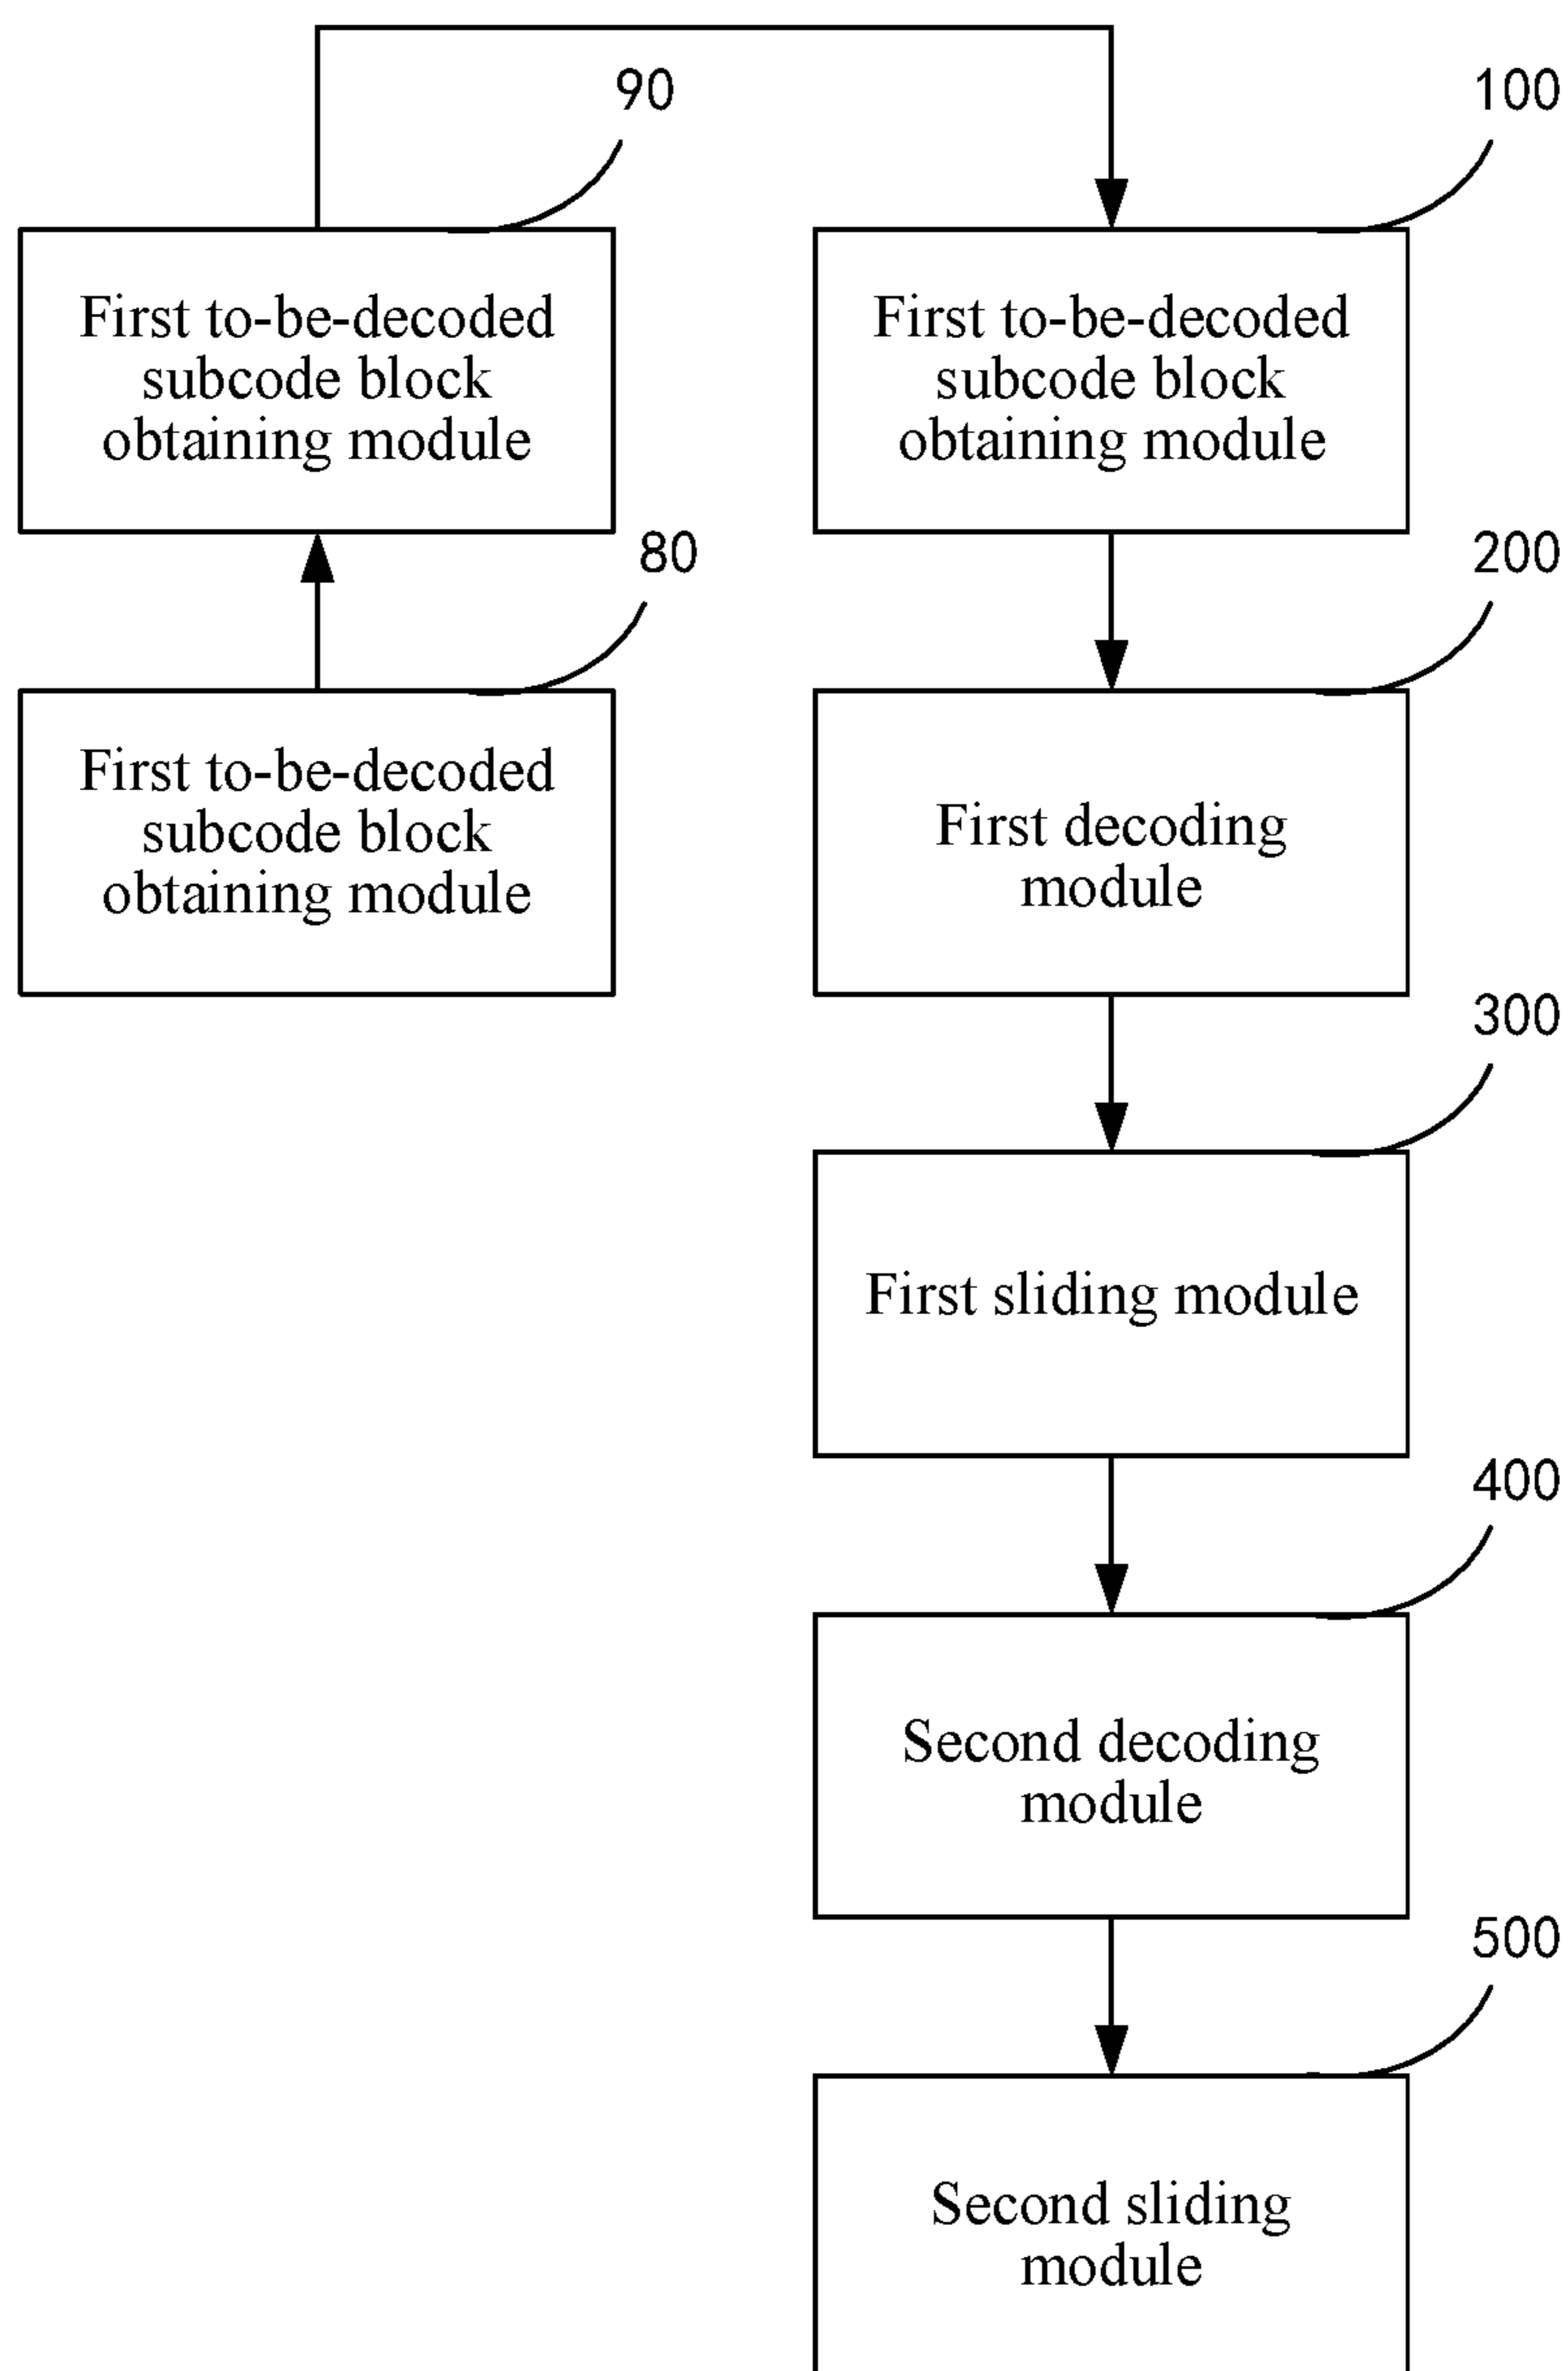 90
First to-be-decoded
subcode block
obtaining module
80
First to-be-decoded
subcode block
obtaining module
100
First to-be-decoded
subcode block
obtaining module
200
First decoding
module
300
First sliding module
400
Second decoding
module
500
Second sliding
module